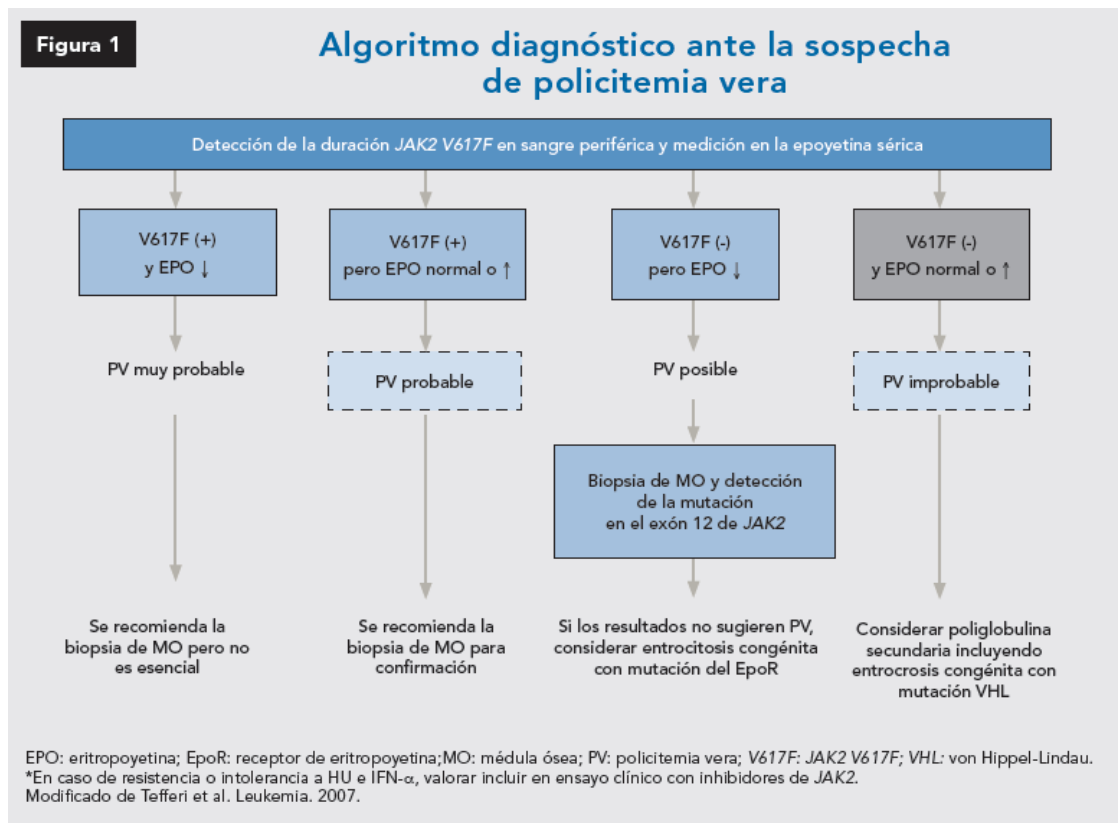 Figura 1
Algoritmo diagnóstico ante la sospecha
de policitemia vera
Detección de la duración JAK2 V617F en sangre periférica y medición en la epoyetina sérica
V617F (+)
y EPO ↓
V617F (+)
pero EPO normal o ↑
V617F (-)
pero EPO ↓
V617F (-)
y EPO normal o ↑
PV muy probable
PV probable
PV posible
PV improbable
Biopsia de MO y detección
de la mutación
en el exón 12 de JAK2
Se recomienda la
biopsia de MO pero no
es esencial
Se recomienda la
biopsia de MO para
confirmación
Si los resultados no sugieren PV,
considerar entrocitosis congénita
con mutación del EpoR
Considerar poliglobulina
secundaria incluyendo
entrocrosis congénita con
mutación VHL
EPO: eritropoyetina; EpoR: receptor de eritropoyetina;MO: médula ósea; PV: policitemia vera; V617F: JAK2 V617F; VHL: von Hippel-Lindau.
*En caso de resistencia o intolerancia a HU e IFN-α, valorar incluir en ensayo clínico con inhibidores de JAK2.
Modificado de Tefferi et al. Leukemia. 2007.